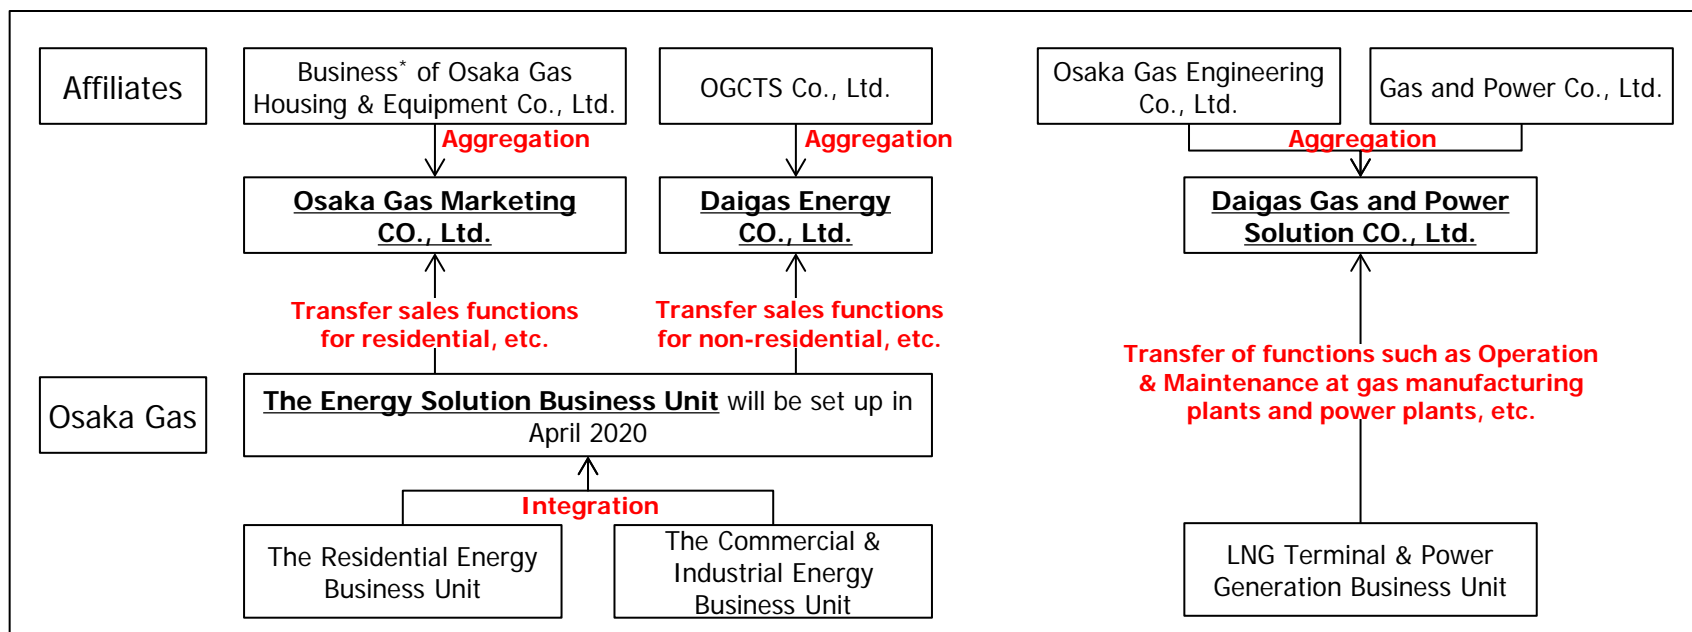 Affiliates
Business* of Osaka Gas
Housing & Equipment Co., Ltd.
OGCTS Co., Ltd.
Osaka Gas Engineering
Co., Ltd.
Gas and Power Co., Ltd.
Aggregation
Aggregation
Aggregation
Osaka Gas Marketing
CO., Ltd.
Daigas Energy
CO., Ltd.
Daigas Gas and Power
Solution CO., Ltd.
Transfer sales functions
for residential, etc.
Transfer sales functions
for non-residential, etc.
Transfer of functions such as Operation
& Maintenance at gas manufacturing
plants and power plants, etc.
Osaka Gas
The Energy Solution Business Unit will be set up in
April 2020
Integration
The Residential Energy
Business Unit
The Commercial &
Industrial Energy
Business Unit
LNG Terminal & Power
Generation Business Unit